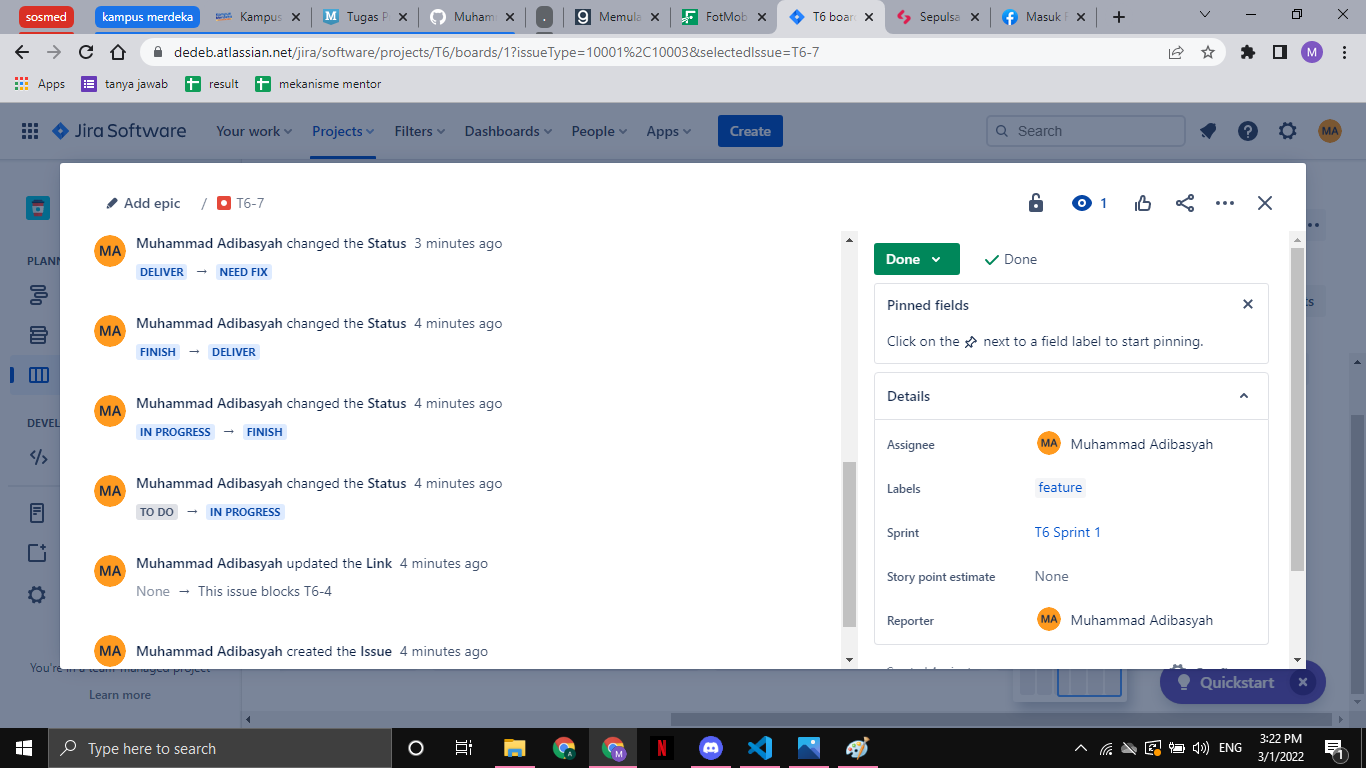 sosmed
kampus merdeka
Kampus
Tugas P
Muham
.
Memula
FotMob
T6 boar
Sepulsa
Masuk F
dedeb.atlassian.net/jira/software/projects/T6/boards/1?issueType=10001%2C10003&selectedIssue=T6-7
M
Apps
tanya jawab
result
mekanisme mentor
Jira Software
Your work
Projects
Filters
Dashboards
People
Apps
Create
Search
MA
PLANN
DEVEL
You're in a team-managed project
Learn more
Add epic / T6-7
1
MA
Muhammad Adibasyah changed the Status 3 minutes ago
DELIVER → NEED FIX
MA
Muhammad Adibasyah changed the Status 4 minutes ago
FINISH → DELIVER
MA
Muhammad Adibasyah changed the Status 4 minutes ago
IN PROGRESS → FINISH
MA
Muhammad Adibasyah changed the Status 4 minutes ago
TO DO → IN PROGRESS
MA
Muhammad Adibasyah updated the Link 4 minutes ago
None → This issue blocks T6-4
MA
Muhammad Adibasyah created the Issue 4 minutes ago
Done
Done
Pinned fields
Click on the next to a field label to start pinning.
Details
Assignee MA Muhammad Adibasyah
Labels feature
Sprint T6 Sprint 1
Story point estimate None
Reporter MA Muhammad Adibasyah
Quickstart
Type here to search
ENG
3:22 PM
3/1/2022
1